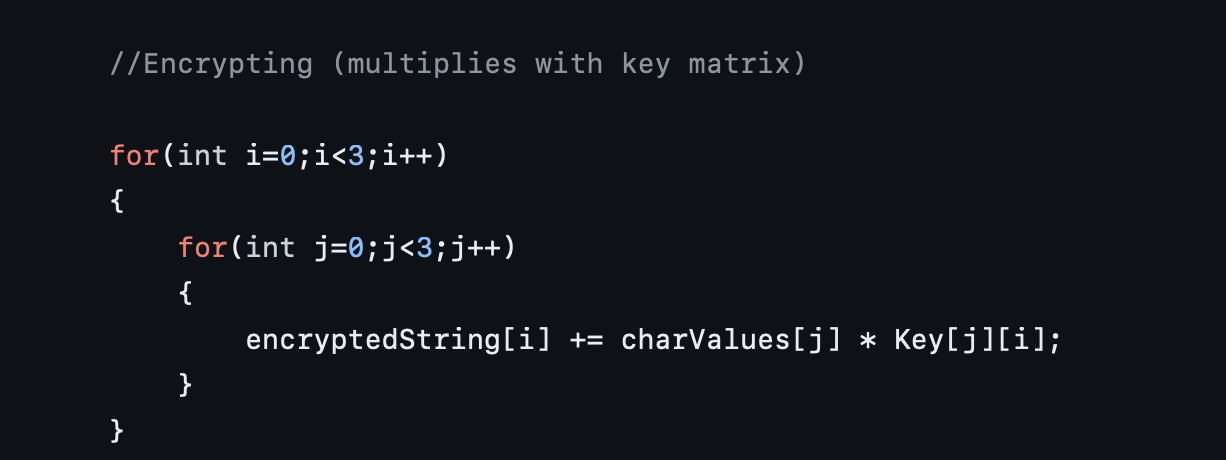 //Encrypting (multiplies with key matrix)
for(int i=0;i<3;i++)
{
    for(int j=0;j<3;j++)
    {
        encryptedString[i] += charValues[j] * Key[j][i];
    }
}